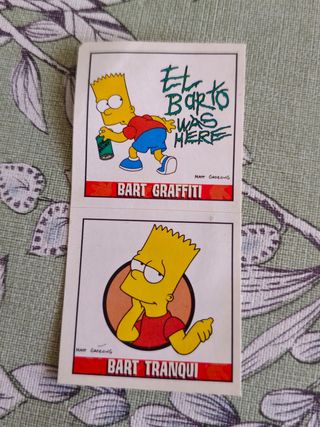 EL
BARTO
WAS
HERE
MATT GROENING
BART GRAFFITI
MATT GROENING
BART TRANQUI